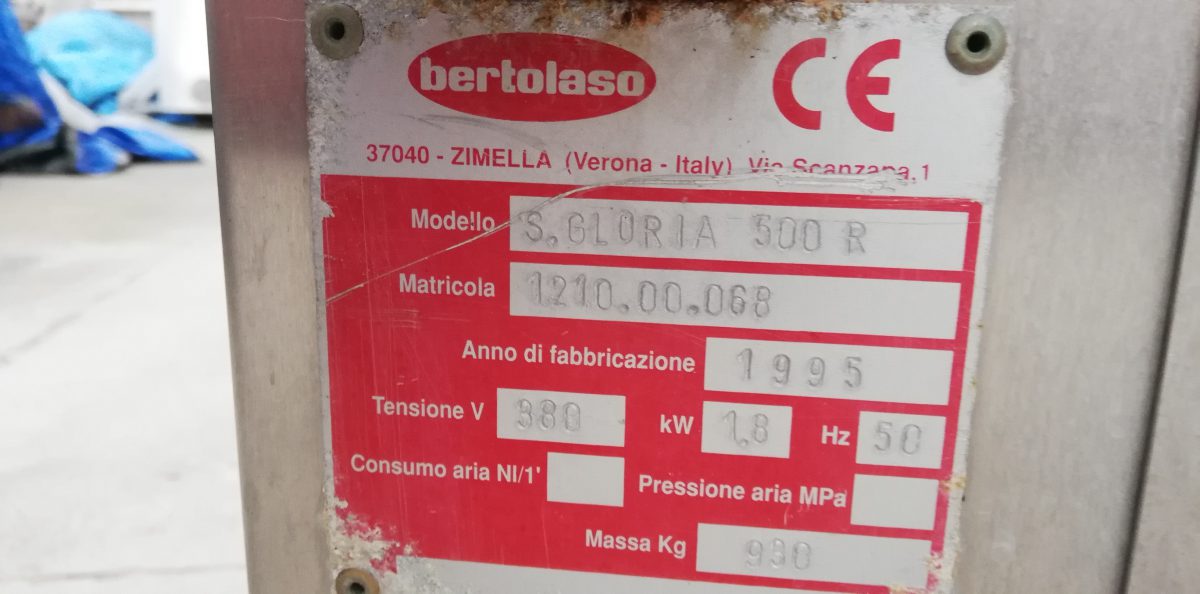 bertolaso CE
37040 - ZIMELLA (Verona - Italy) Via Scanzana,1
Modello S.GLORIA 500 R
Matricola 1210.00.068
Anno di fabbricazione 1995
Tensione V 380 kW 1,8 Hz 50
Consumo aria Nl/1' Pressione aria MPa
Massa Kg 930